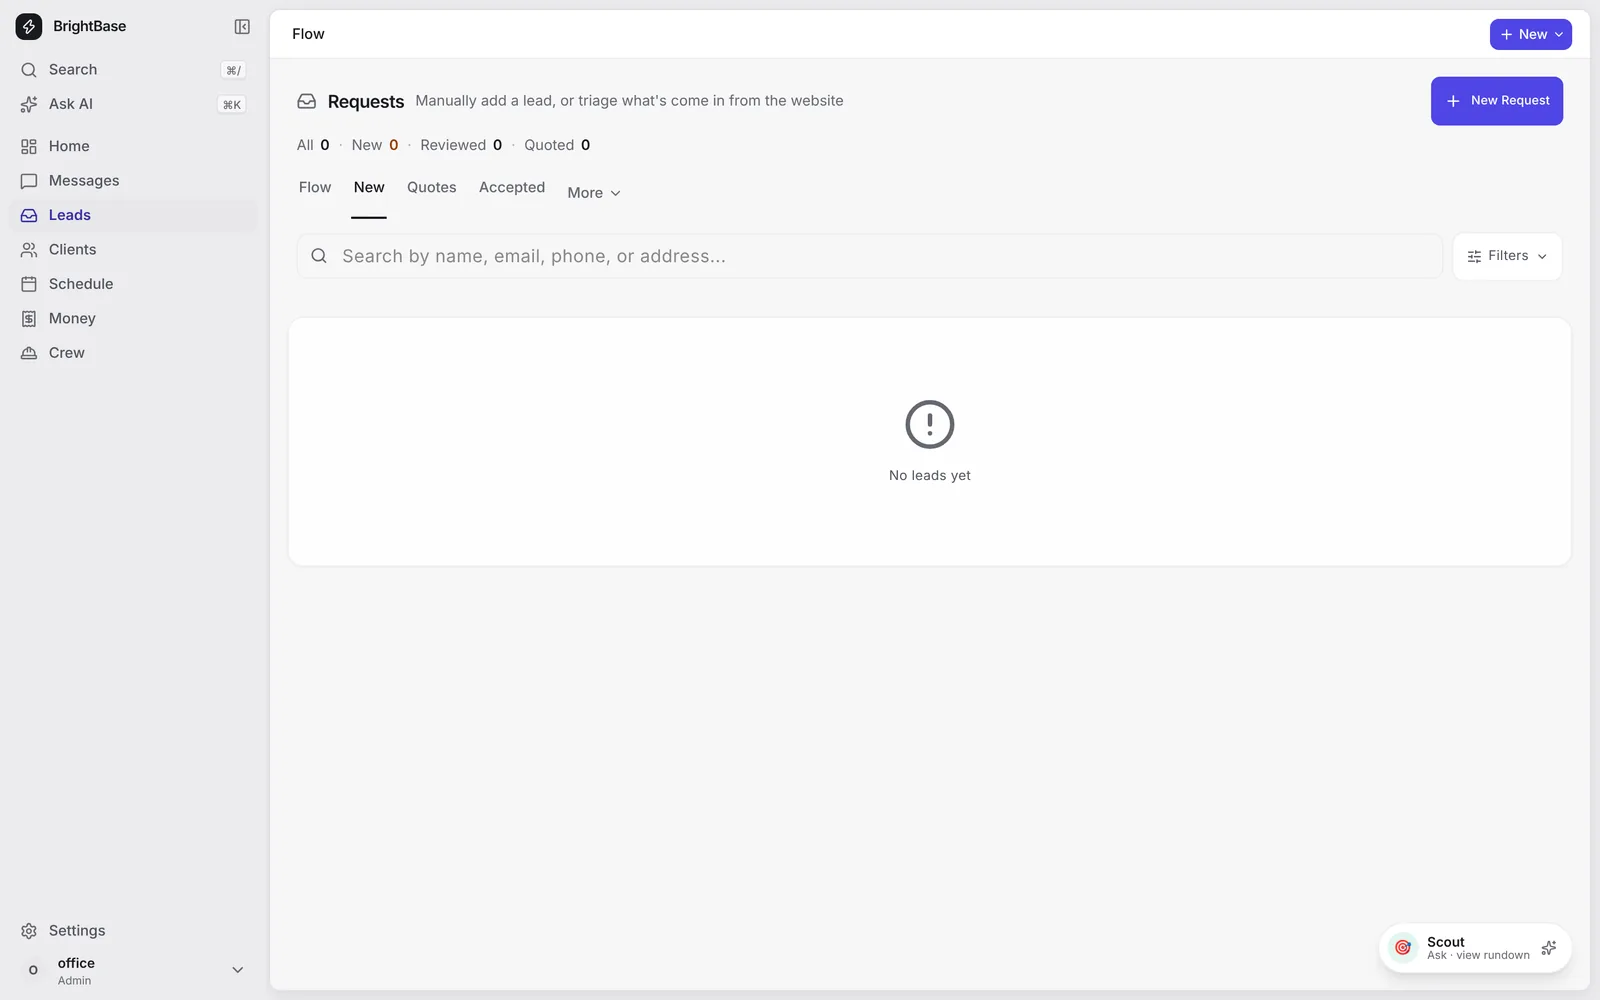 BrightBase
Search ⌘/
Ask AI ⌘K
Home
Messages
Leads
Clients
Schedule
Money
Crew
Settings
o office
Admin
Flow
+ New
Requests Manually add a lead, or triage what's come in from the website
+ New Request
All 0 · New 0 · Reviewed 0 · Quoted 0
Flow New Quotes Accepted More
Search by name, email, phone, or address...
Filters
No leads yet
Scout
Ask · view rundown